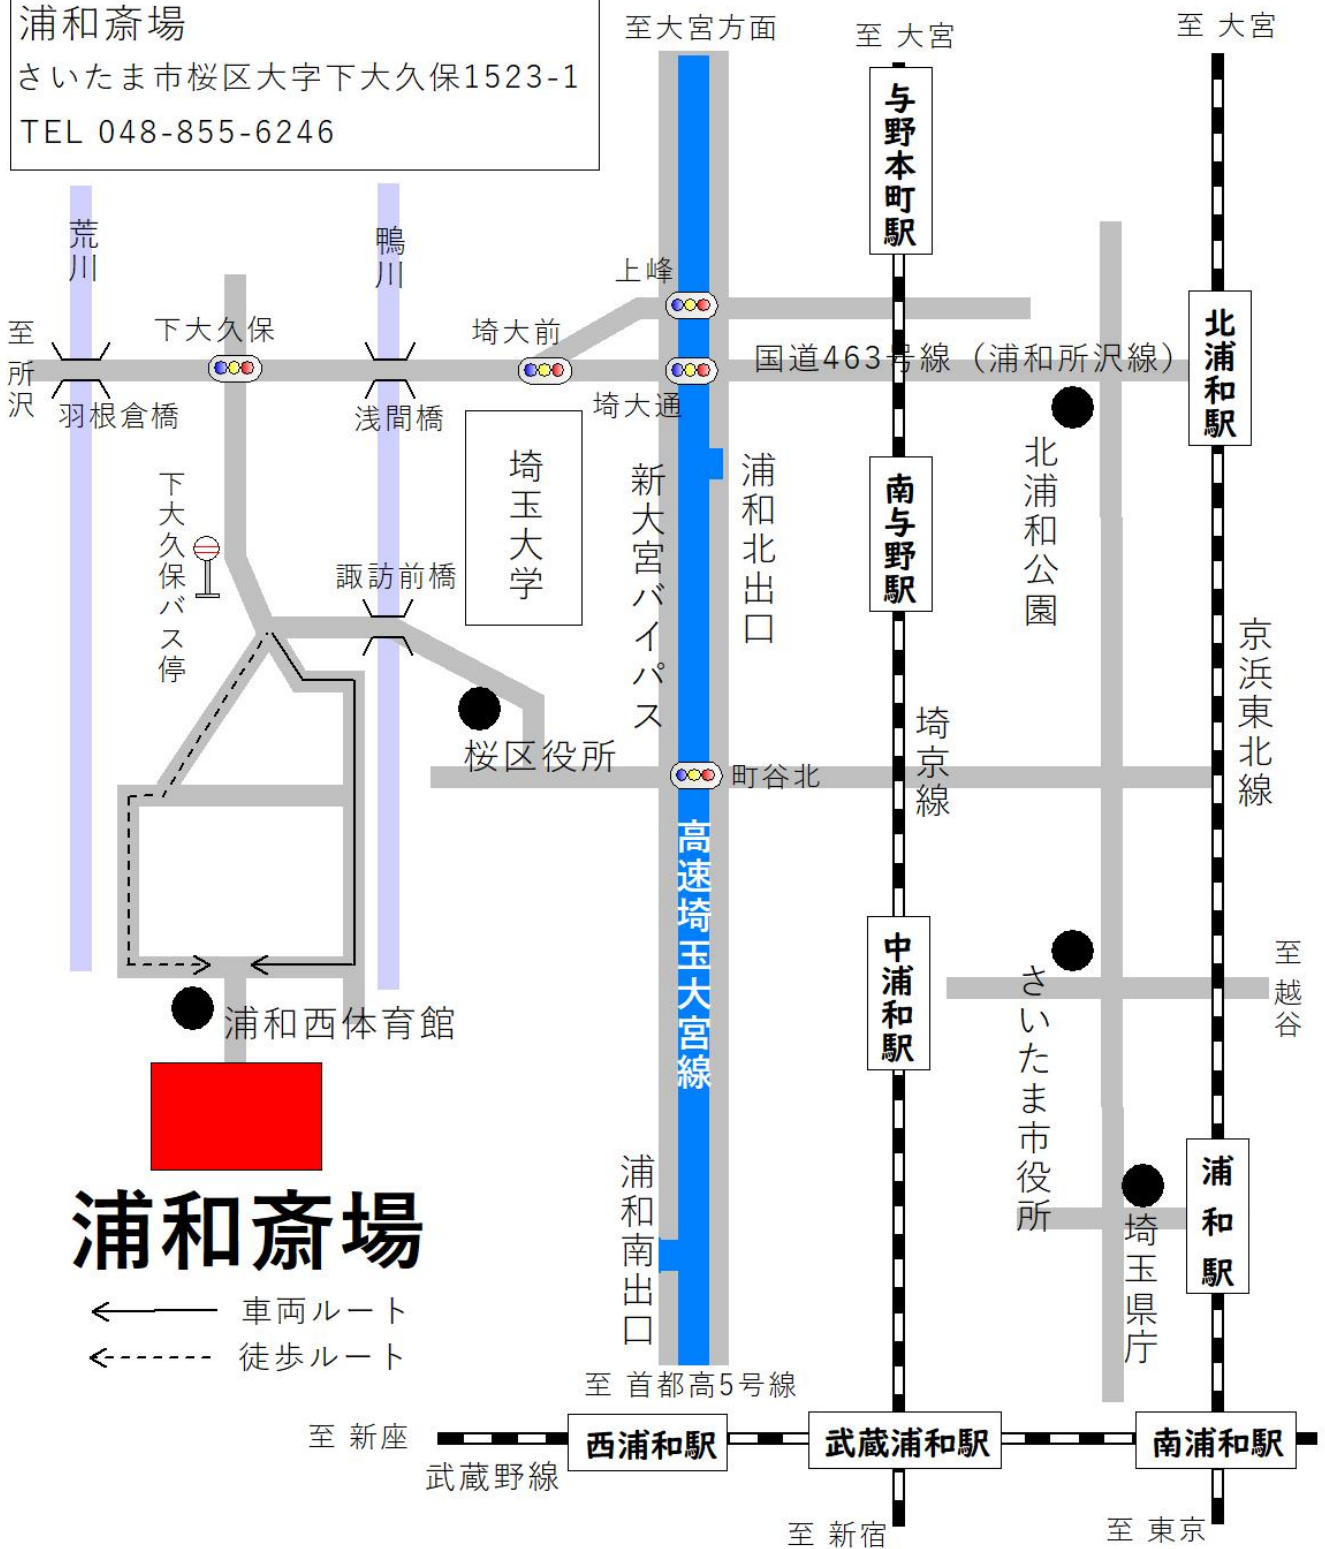 浦和斎場
さいたま市桜区大字下大久保1523-1
TEL 048-855-6246
至大宮方面
至 大宮
至 大宮
与野本町駅
荒川
鴨川
上峰
至所沢
下大久保
埼大前
国道463号線（浦和所沢線）
北浦和駅
羽根倉橋
浅間橋
埼大通
埼玉大学
新大宮バイパス
浦和北出口
南与野駅
北浦和公園
下大久保バス停
諏訪前橋
京浜東北線
桜区役所
町谷北
埼京線
高速埼玉大宮線
中浦和駅
さいたま市役所
至越谷
浦和西体育館
浦和南出口
浦和駅
埼玉県庁
浦和斎場
車両ルート
徒歩ルート
至 首都高5号線
至 新座
西浦和駅
武蔵浦和駅
南浦和駅
武蔵野線
至 新宿
至 東京